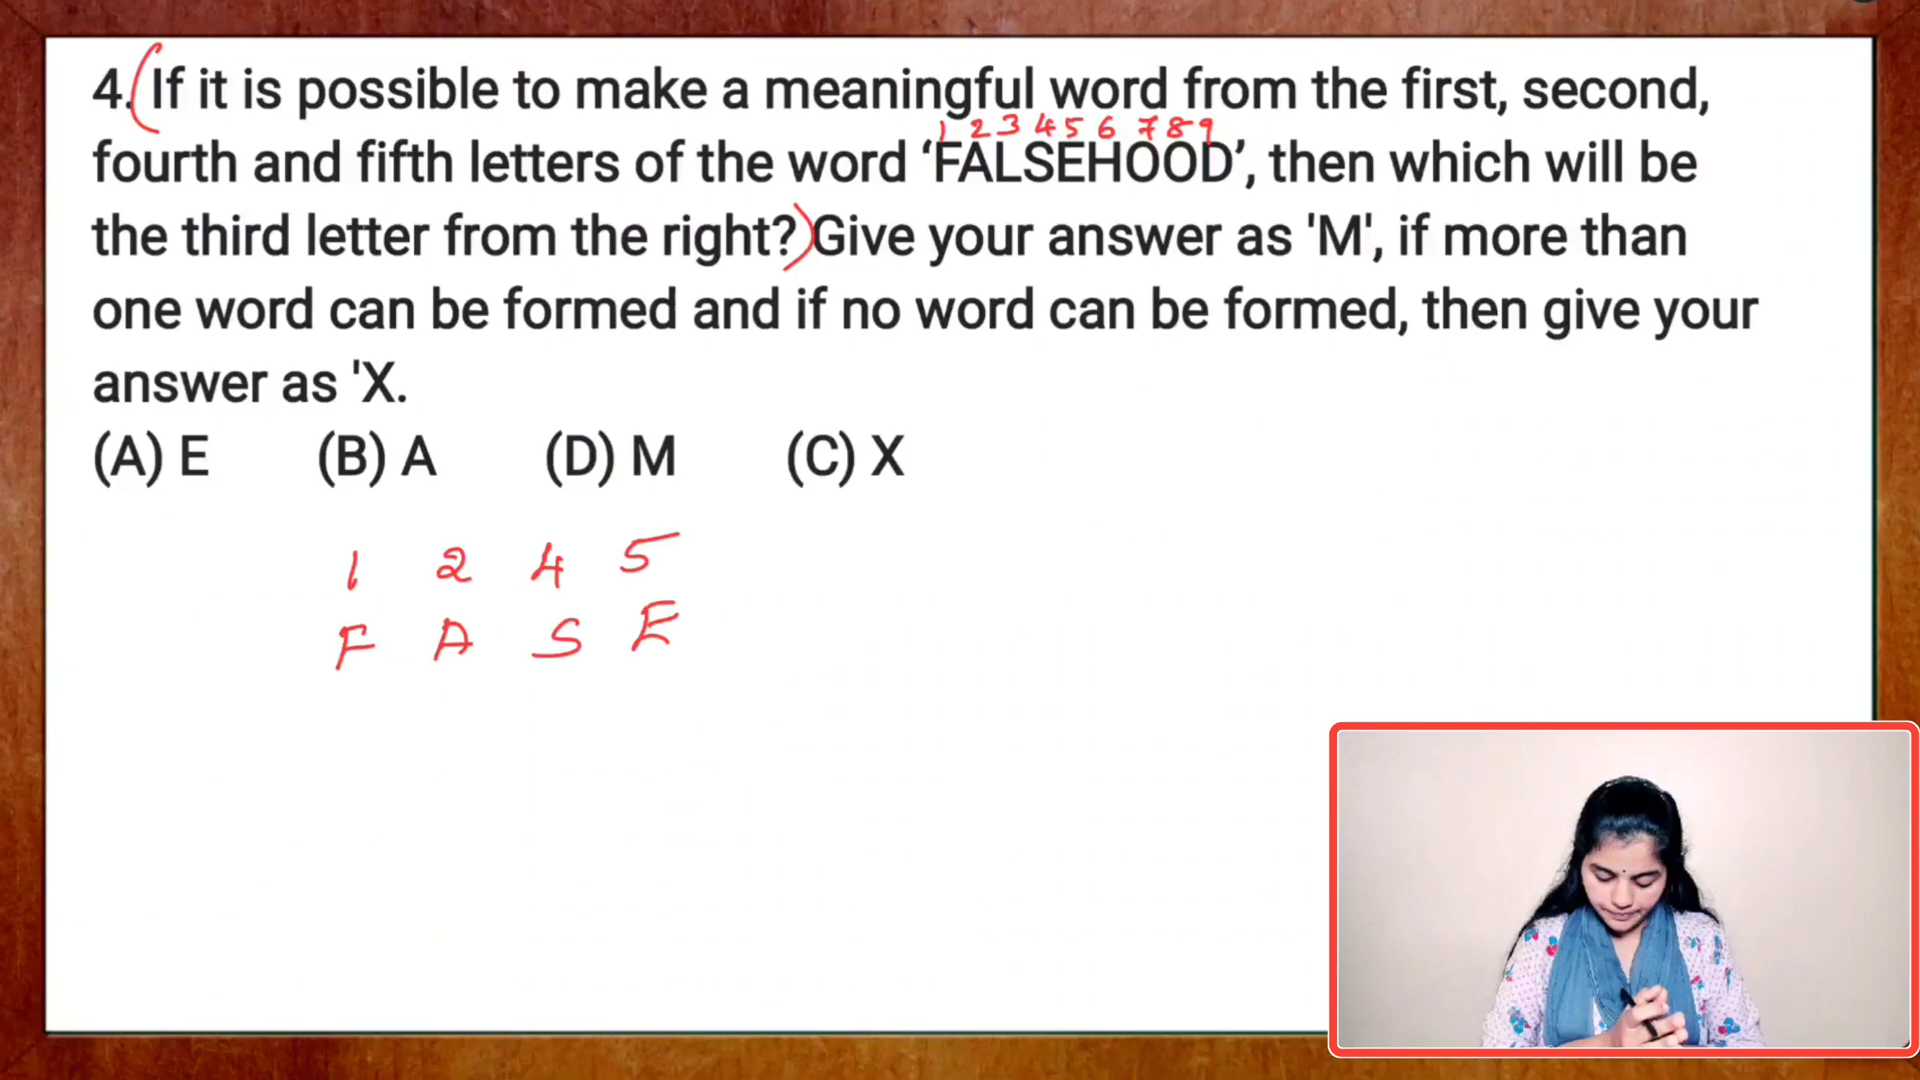 4. If it is possible to make a meaningful word from the first, second,
1 2 3 4 5 6 7 8 9
fourth and fifth letters of the word ‘FALSEHOOD’, then which will be
the third letter from the right? Give your answer as 'M', if more than
one word can be formed and if no word can be formed, then give your
answer as 'X.
(A) E (B) A (D) M (C) X
1 2 4 5
F A S E